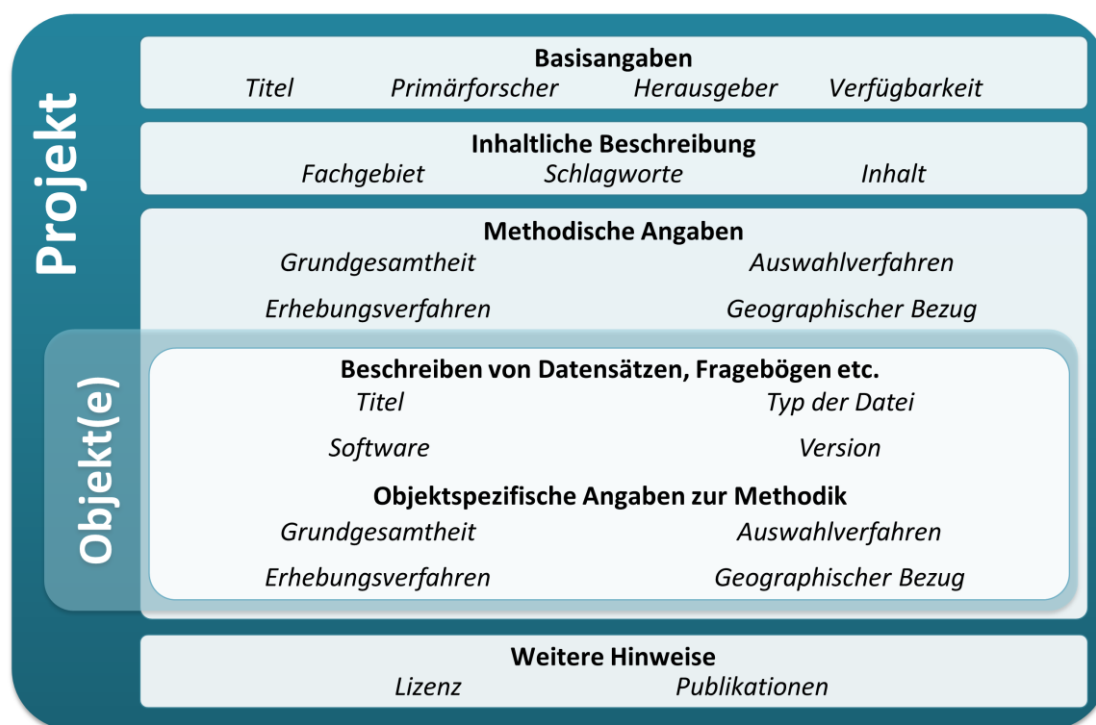 Projekt
Basisangaben
Titel Primärforscher Herausgeber Verfügbarkeit
Inhaltliche Beschreibung
Fachgebiet Schlagworte Inhalt
Methodische Angaben
Grundgesamtheit Auswahlverfahren
Erhebungsverfahren Geographischer Bezug
Objekt(e)
Beschreiben von Datensätzen, Fragebögen etc.
Titel Typ der Datei
Software Version
Objektspezifische Angaben zur Methodik
Grundgesamtheit Auswahlverfahren
Erhebungsverfahren Geographischer Bezug
Weitere Hinweise
Lizenz Publikationen